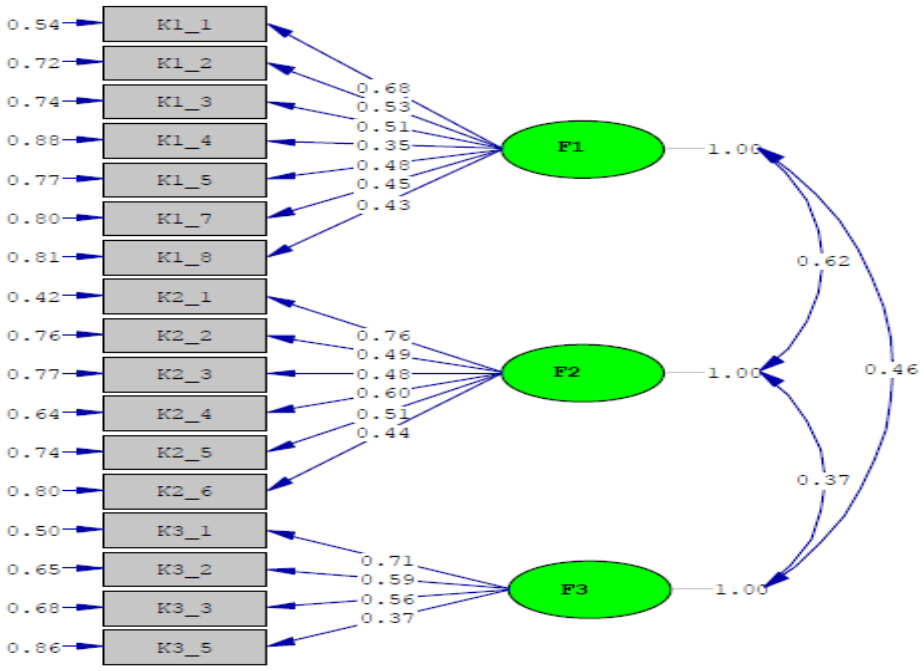 0.54 K1_1
0.72 K1_2
0.74 K1_3
0.88 K1_4
0.77 K1_5
0.80 K1_7
0.81 K1_8
0.42 K2_1
0.76 K2_2
0.77 K2_3
0.64 K2_4
0.74 K2_5
0.80 K2_6
0.50 K3_1
0.65 K3_2
0.68 K3_3
0.86 K3_5
0.68
0.53
0.51
0.35
0.48
0.45
0.43
0.76
0.49
0.48
0.60
0.51
0.44
0.71
0.59
0.56
0.37
F1 1.00
F2 1.00
F3 1.00
0.62
0.46
0.37